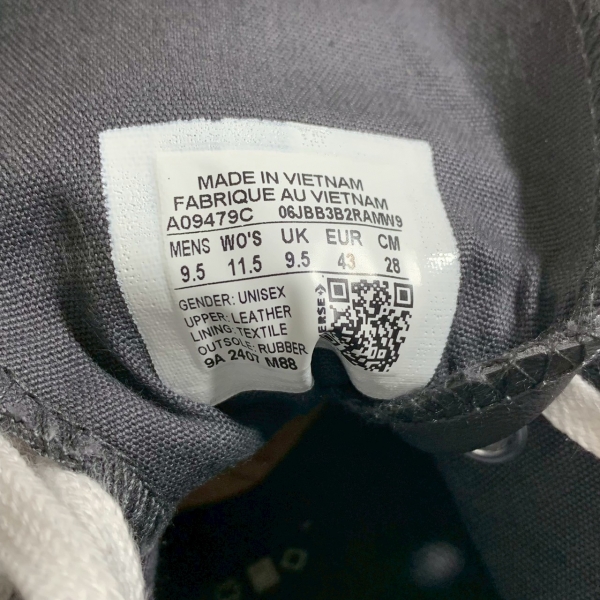 MADE IN VIETNAM
FABRIQUE AU VIETNAM
A09479C 06JBB3B2RAMW9
MENS WO'S UK EUR CM
9.5 11.5 9.5 43 28
GENDER: UNISEX
UPPER: LEATHER
LINING: TEXTILE
OUTSOLE: RUBBER
9A 2407 M88